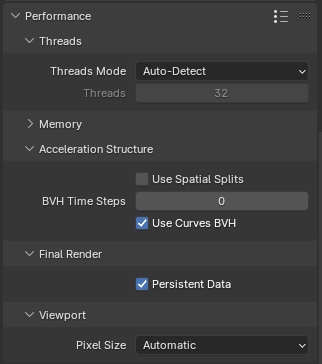 Performance
Threads
Threads Mode Auto-Detect
Threads 32
Memory
Acceleration Structure
Use Spatial Splits
BVH Time Steps 0
Use Curves BVH
Final Render
Persistent Data
Viewport
Pixel Size Automatic